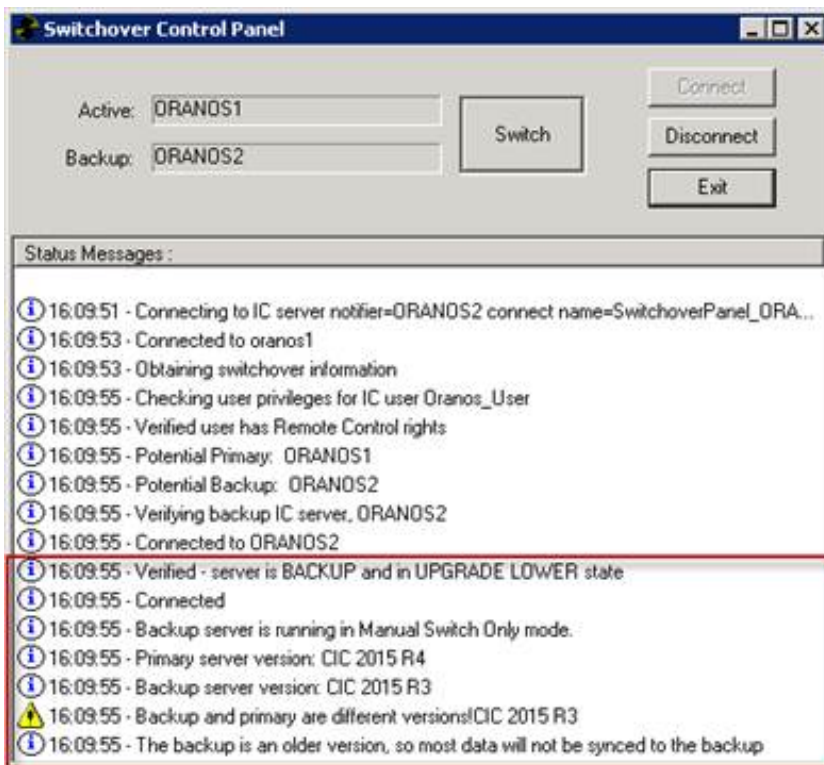 Switchover Control Panel
Active: ORANOS1
Backup: ORANOS2
Switch
Connect
Disconnect
Exit
Status Messages :
16:09:51 - Connecting to IC server notifier=ORANOS2 connect name=SwitchoverPanel_ORA...
16:09:53 - Connected to oranos1
16:09:53 - Obtaining switchover information
16:09:55 - Checking user privileges for IC user Oranos_User
16:09:55 - Verified user has Remote Control rights
16:09:55 - Potential Primary:  ORANOS1
16:09:55 - Potential Backup:  ORANOS2
16:09:55 - Verifying backup IC server, ORANOS2
16:09:55 - Connected to ORANOS2
16:09:55 - Verified - server is BACKUP and in UPGRADE LOWER state
16:09:55 - Connected
16:09:55 - Backup server is running in Manual Switch Only mode.
16:09:55 - Primary server version: CIC 2015 R4
16:09:55 - Backup server version: CIC 2015 R3
16:09:55 - Backup and primary are different versions!CIC 2015 R3
16:09:55 - The backup is an older version, so most data will not be synced to the backup